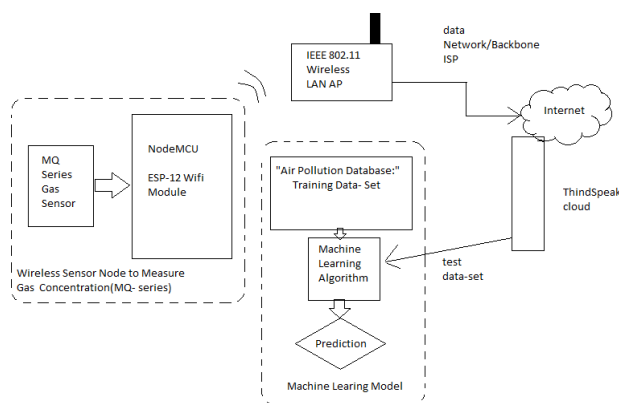 data
Network/Backbone
ISP
IEEE 802.11
Wireless
LAN AP
Internet
MQ
Series
Gas
Sensor
NodeMCU
ESP-12 Wifi
Module
Wireless Sensor Node to Measure
Gas Concentration(MQ- series)
"Air Pollution Database:"
Training Data- Set
Machine
Learning
Algorithm
Prediction
Machine Learing Model
ThindSpeak
cloud
test
data-set